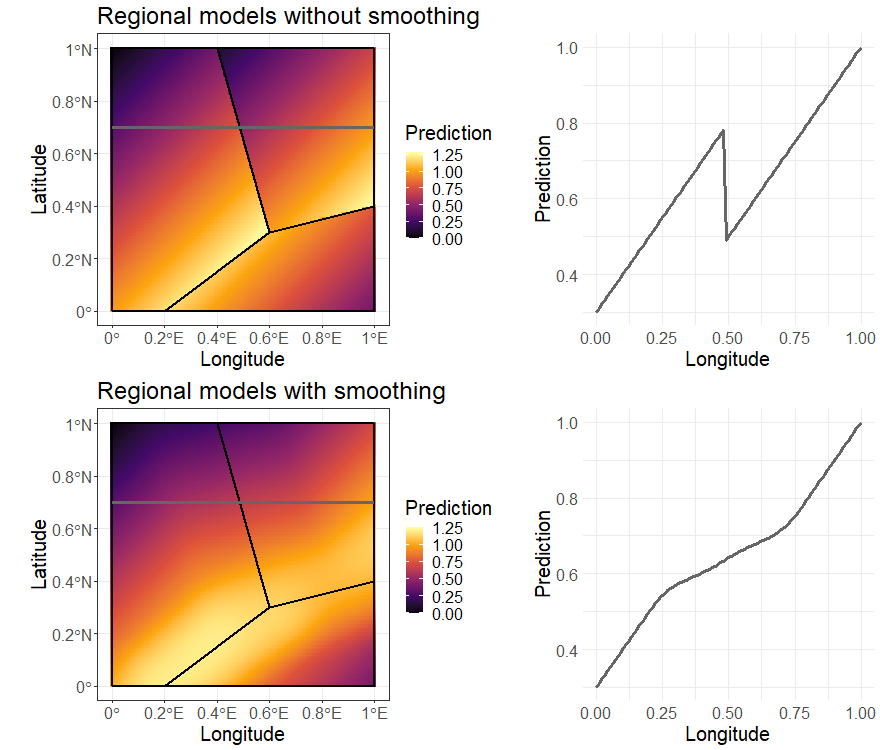 Regional models without smoothing
1°N
0.8°N
0.6°N
0.4°N
0.2°N
0°
Latitude
0°
0.2°E
0.4°E
0.6°E
0.8°E
1°E
Longitude
Prediction
1.25
1.00
0.75
0.50
0.25
0.00
1.0
0.8
0.6
0.4
Prediction
0.00
0.25
0.50
0.75
1.00
Longitude
Regional models with smoothing
1°N
0.8°N
0.6°N
0.4°N
0.2°N
0°
Latitude
0°
0.2°E
0.4°E
0.6°E
0.8°E
1°E
Longitude
Prediction
1.25
1.00
0.75
0.50
0.25
0.00
1.0
0.8
0.6
0.4
Prediction
0.00
0.25
0.50
0.75
1.00
Longitude